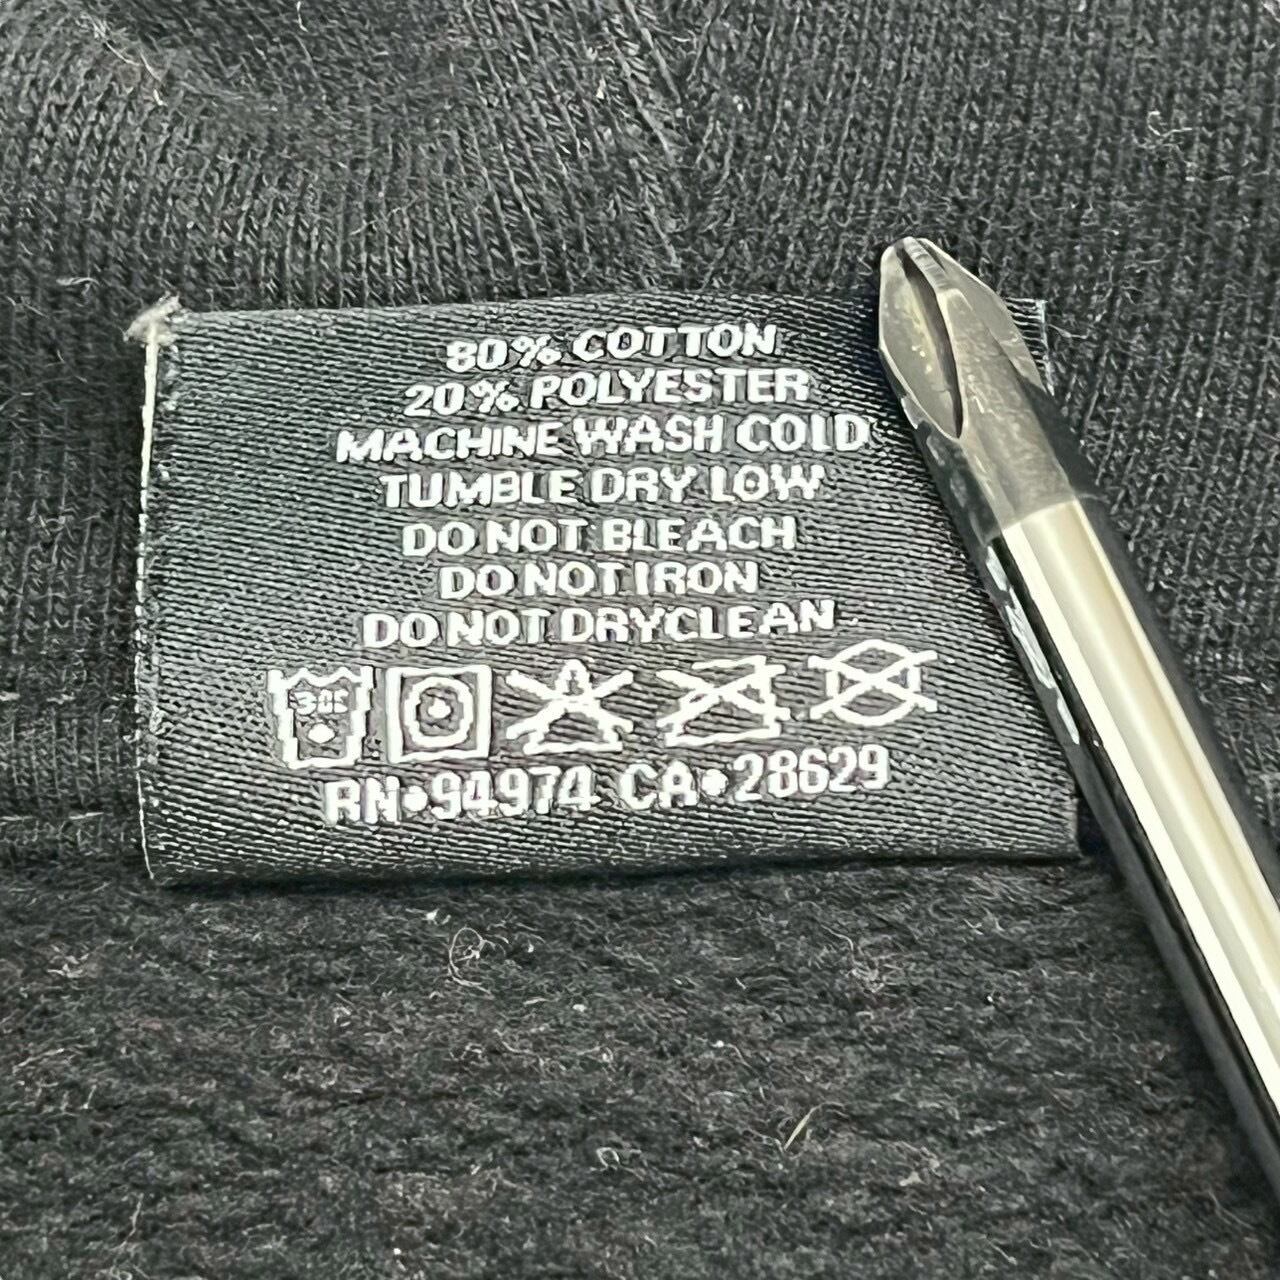 80% COTTON
20% POLYESTER
MACHINE WASH COLD
TUMBLE DRY LOW
DO NOT BLEACH
DO NOT IRON
DO NOT DRYCLEAN
30C
RN•94974 CA•28629